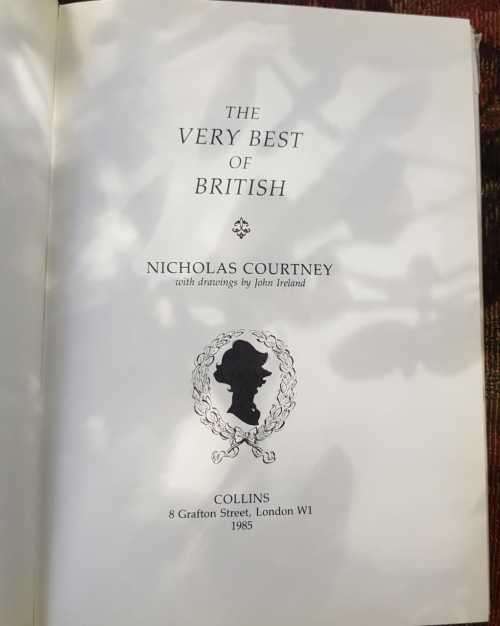 THE
VERY BEST
OF
BRITISH
NICHOLAS COURTNEY
with drawings by John Ireland
COLLINS
8 Grafton Street, London W1
1985